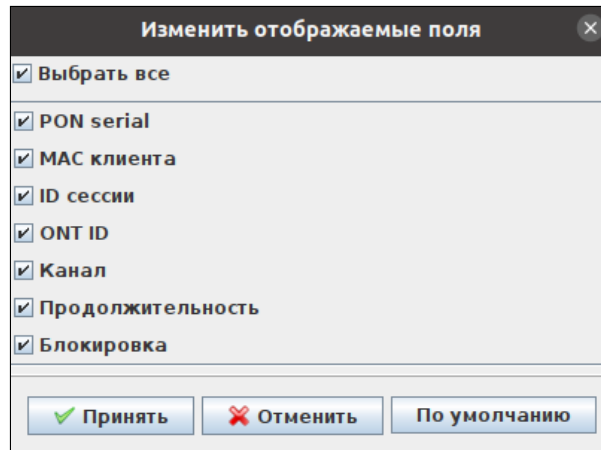 Изменить отображаемые поля
Выбрать все
PON serial
MAC клиента
ID сессии
ONT ID
Канал
Продолжительность
Блокировка
Принять Отменить По умолчанию